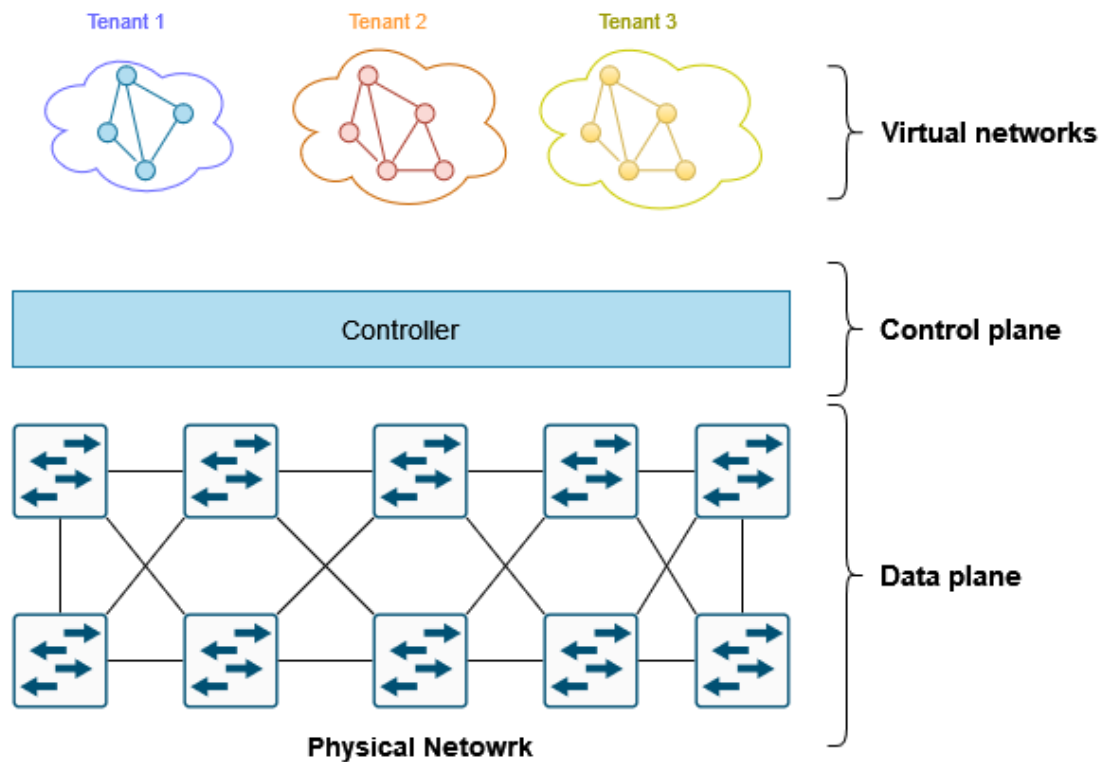 Tenant 1
Tenant 2
Tenant 3
Virtual networks
Controller
Control plane
Data plane
Physical Netowrk